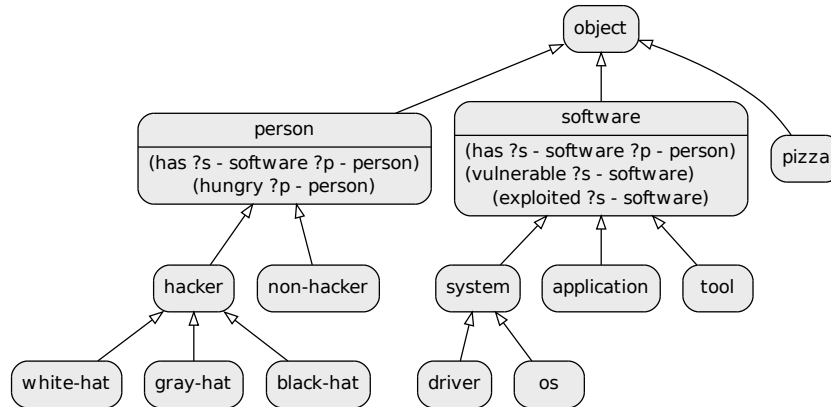 object
person
(has ?s - software ?p - person)
(hungry ?p - person)
software
(has ?s - software ?p - person)
(vulnerable ?s - software)
(exploited ?s - software)
pizza
hacker
non-hacker
system
application
tool
white-hat
gray-hat
black-hat
driver
os